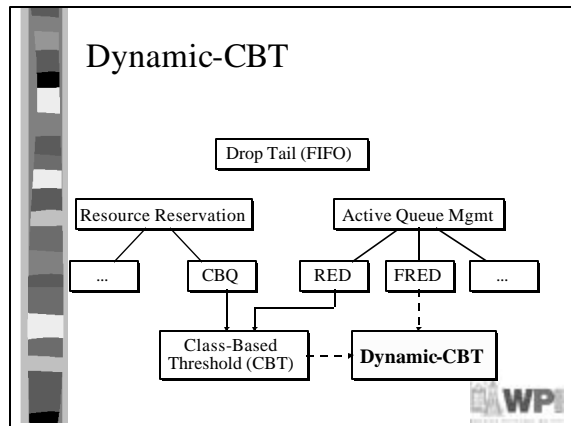 Dynamic-CBT
Drop Tail (FIFO)
Resource Reservation
Active Queue Mgmt
...
CBQ
RED
FRED
...
Class-Based
Threshold (CBT)
Dynamic-CBT
WPI